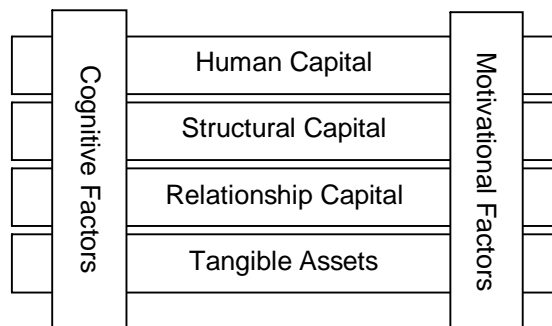 Cognitive Factors
Human Capital
Structural Capital
Relationship Capital
Tangible Assets
Motivational Factors